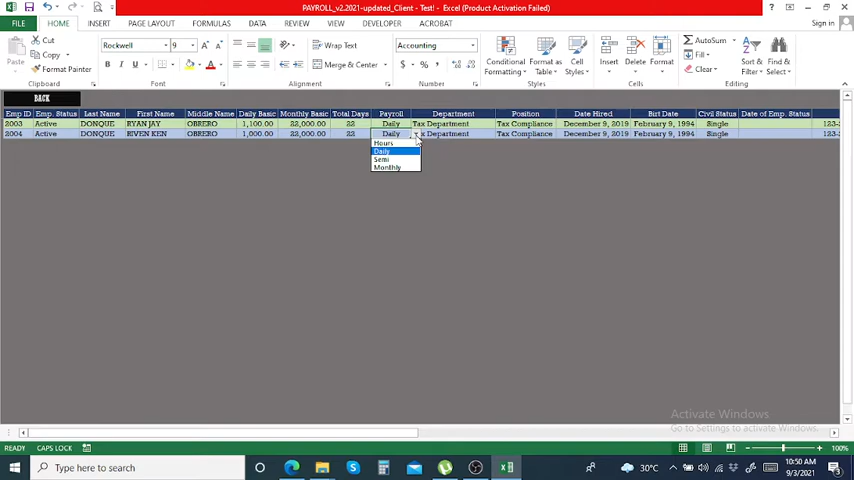 PAYROLL_v2.2021-updated_Client - Test! - Excel (Product Activation Failed)
FILE HOME INSERT PAGE LAYOUT FORMULAS DATA REVIEW VIEW DEVELOPER ACROBAT Sign in
Paste Cut Copy Format Painter Clipboard
Rockwell 9 B I U A Font
Wrap Text Merge & Center Alignment
Accounting $ % , Number
Conditional Formatting Format as Table Cell Styles Styles
Insert Delete Format Cells
AutoSum Fill Clear Sort & Filter Find & Select Editing
BACK
Emp ID Emp. Status Last Name First Name Middle Name Daily Basic Monthly Basic Total Days Payroll Department Position Date Hired Birt Date Civil Status Date of Emp. Status
2003 Active DONQUE RYAN JAY OBRERO 1,100.00 22,000.00 22 Daily Tax Department Tax Compliance December 9, 2019 February 9, 1994 Single 123-3
2004 Active DONQUE RIVEN KEN OBRERO 1,000.00 22,000.00 22 Daily Tax Department Tax Compliance December 9, 2019 February 9, 1994 Single 123-3
Hours
Daily
Semi
Monthly
Activate Windows
Go to Settings to activate Windows.
READY CAPS LOCK 100%
Type here to search 30°C 10:50 AM
9/3/2021 3